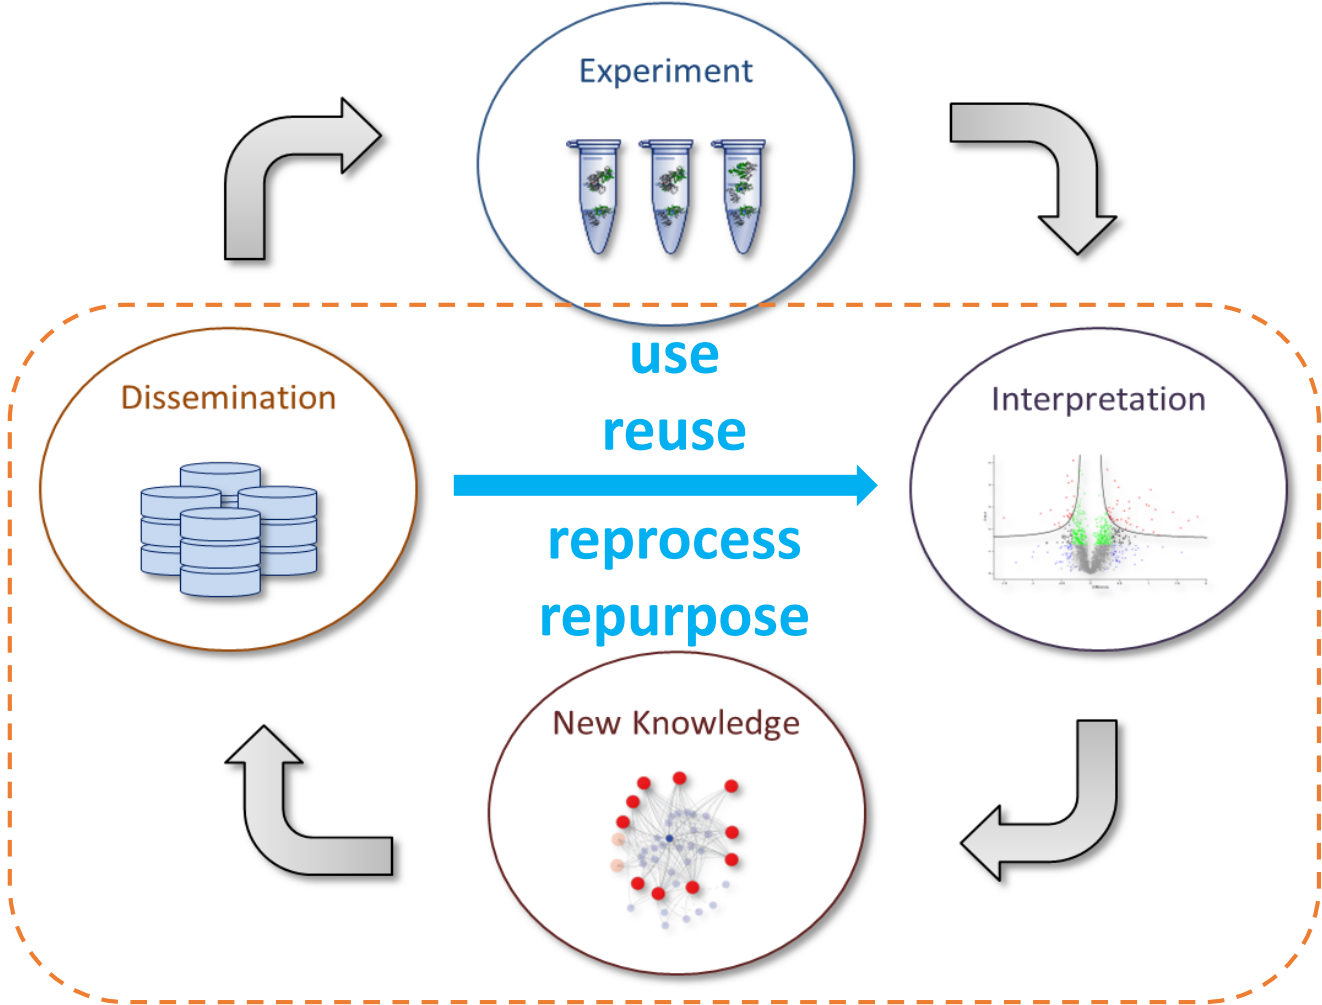 Experiment
use
Dissemination
Interpretation
reuse
reprocess
repurpose
New Knowledge